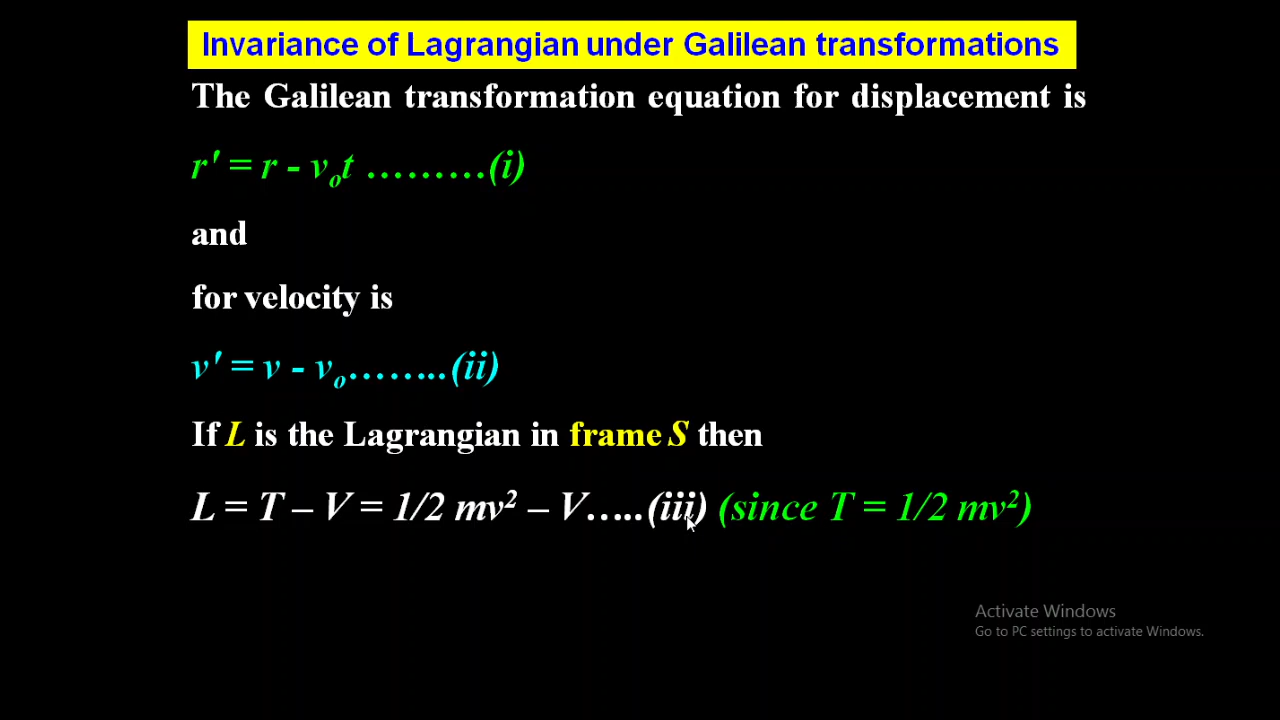 Invariance of Lagrangian under Galilean transformations
The Galilean transformation equation for displacement is
r' = r - vₒt ………(i)
and
for velocity is
v' = v - vₒ……..(ii)
If L is the Lagrangian in frame S then
L = T – V = 1/2 mv² – V…..(iii) (since T = 1/2 mv²)
Activate Windows
Go to PC settings to activate Windows.